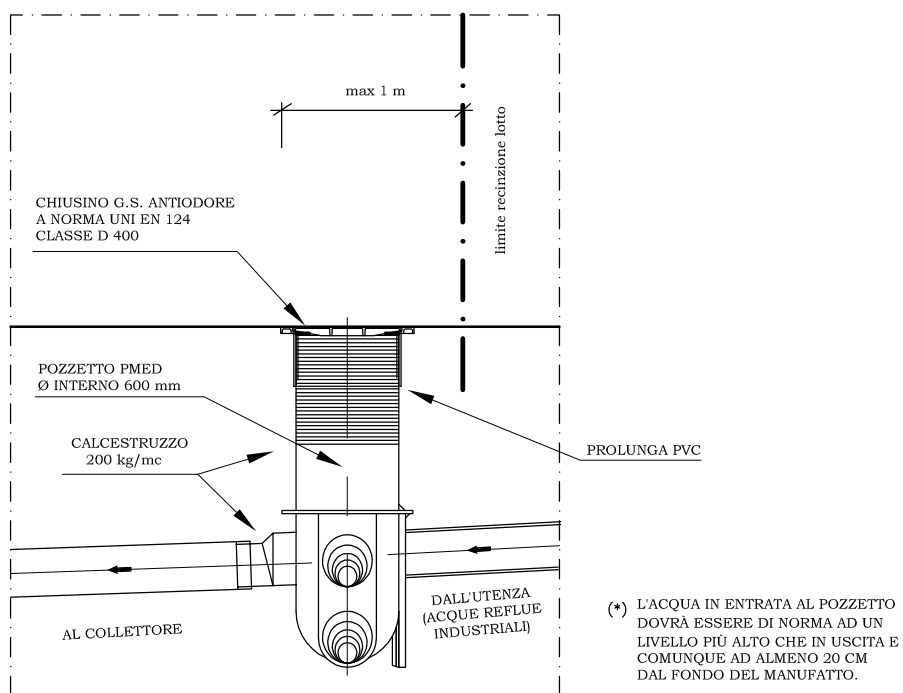 max 1 m
limite recinzione lotto
CHIUSINO G.S. ANTIODORE
A NORMA UNI EN 124
CLASSE D 400
POZZETTO PMED
Ø INTERNO 600 mm
CALCESTRUZZO
200 kg/mc
PROLUNGA PVC
AL COLLETTORE
DALL'UTENZA
(ACQUE REFLUE
INDUSTRIALI)
(*) L'ACQUA IN ENTRATA AL POZZETTO
DOVRÀ ESSERE DI NORMA AD UN
LIVELLO PIÙ ALTO CHE IN USCITA E
COMUNQUE AD ALMENO 20 CM
DAL FONDO DEL MANUFATTO.